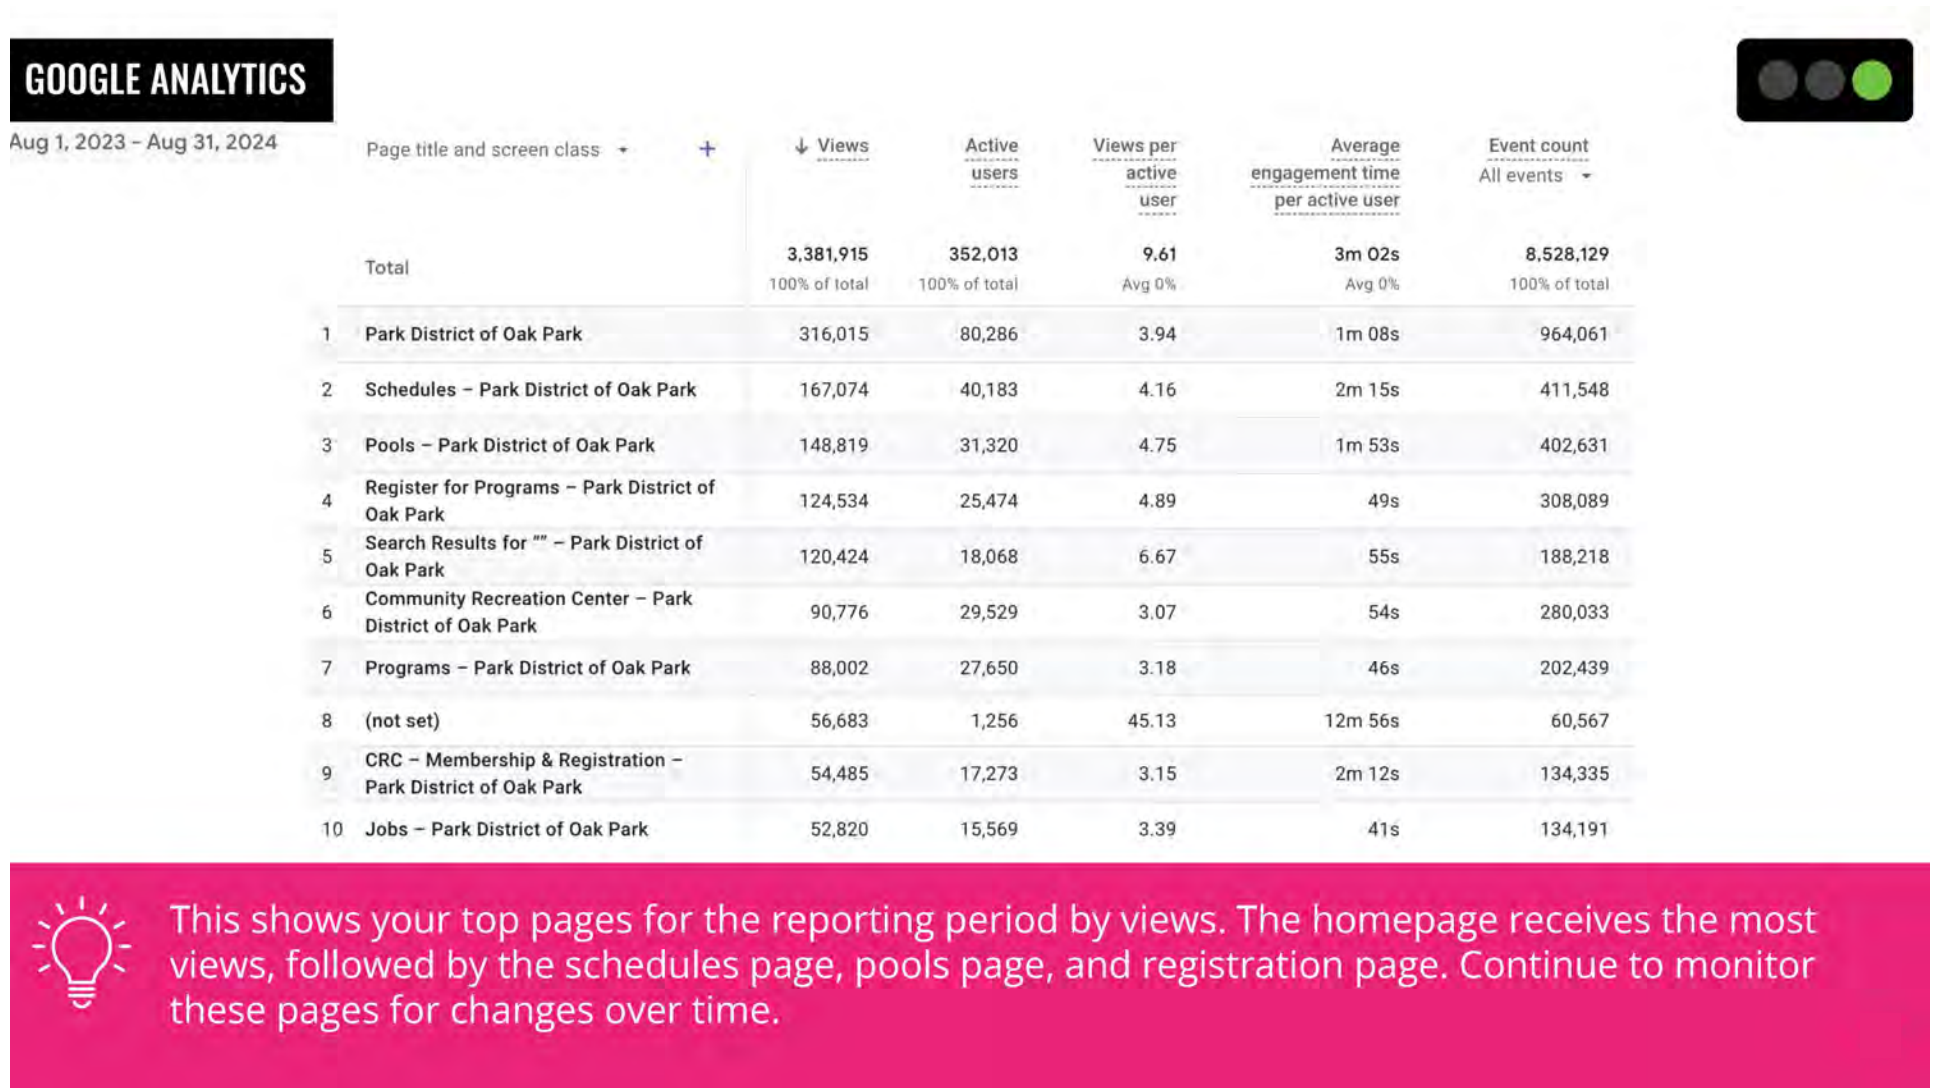 GOOGLE ANALYTICS
Aug 1, 2023 - Aug 31, 2024
Page title and screen class + ↓ Views Active Views per Average Event count
users active engagement time All events
user per active user
Total 3,381,915 352,013 9.61 3m 02s 8,528,129
100% of total 100% of total Avg 0% Avg 0% 100% of total
1 Park District of Oak Park 316,015 80,286 3.94 1m 08s 964,061
2 Schedules – Park District of Oak Park 167,074 40,183 4.16 2m 15s 411,548
3 Pools – Park District of Oak Park 148,819 31,320 4.75 1m 53s 402,631
4 Register for Programs – Park District of
Oak Park 124,534 25,474 4.89 49s 308,089
5 Search Results for "" – Park District of
Oak Park 120,424 18,068 6.67 55s 188,218
6 Community Recreation Center – Park
District of Oak Park 90,776 29,529 3.07 54s 280,033
7 Programs – Park District of Oak Park 88,002 27,650 3.18 46s 202,439
8 (not set) 56,683 1,256 45.13 12m 56s 60,567
9 CRC – Membership & Registration –
Park District of Oak Park 54,485 17,273 3.15 2m 12s 134,335
10 Jobs – Park District of Oak Park 52,820 15,569 3.39 41s 134,191
This shows your top pages for the reporting period by views. The homepage receives the most
views, followed by the schedules page, pools page, and registration page. Continue to monitor
these pages for changes over time.